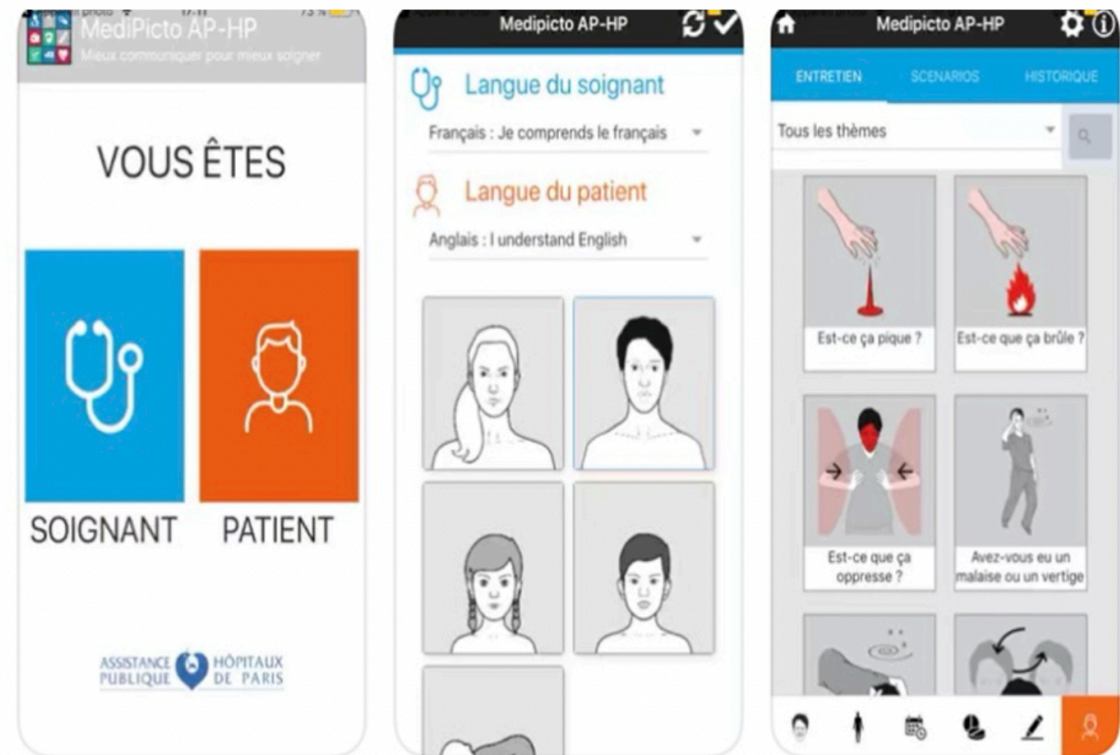 17:11
73 %
MediPicto AP-HP
Mieux communiquer pour mieux soigner
VOUS ÊTES
SOIGNANT
PATIENT
ASSISTANCE PUBLIQUE
HÔPITAUX DE PARIS
Medipicto AP-HP
Langue du soignant
Français : Je comprends le français
Langue du patient
Anglais : I understand English
Medipicto AP-HP
ENTRETIEN
SCENARIOS
HISTORIQUE
Tous les thèmes
Est-ce ça pique ?
Est-ce que ça brûle ?
Est-ce que ça
oppresse ?
Avez-vous eu un
malaise ou un vertige